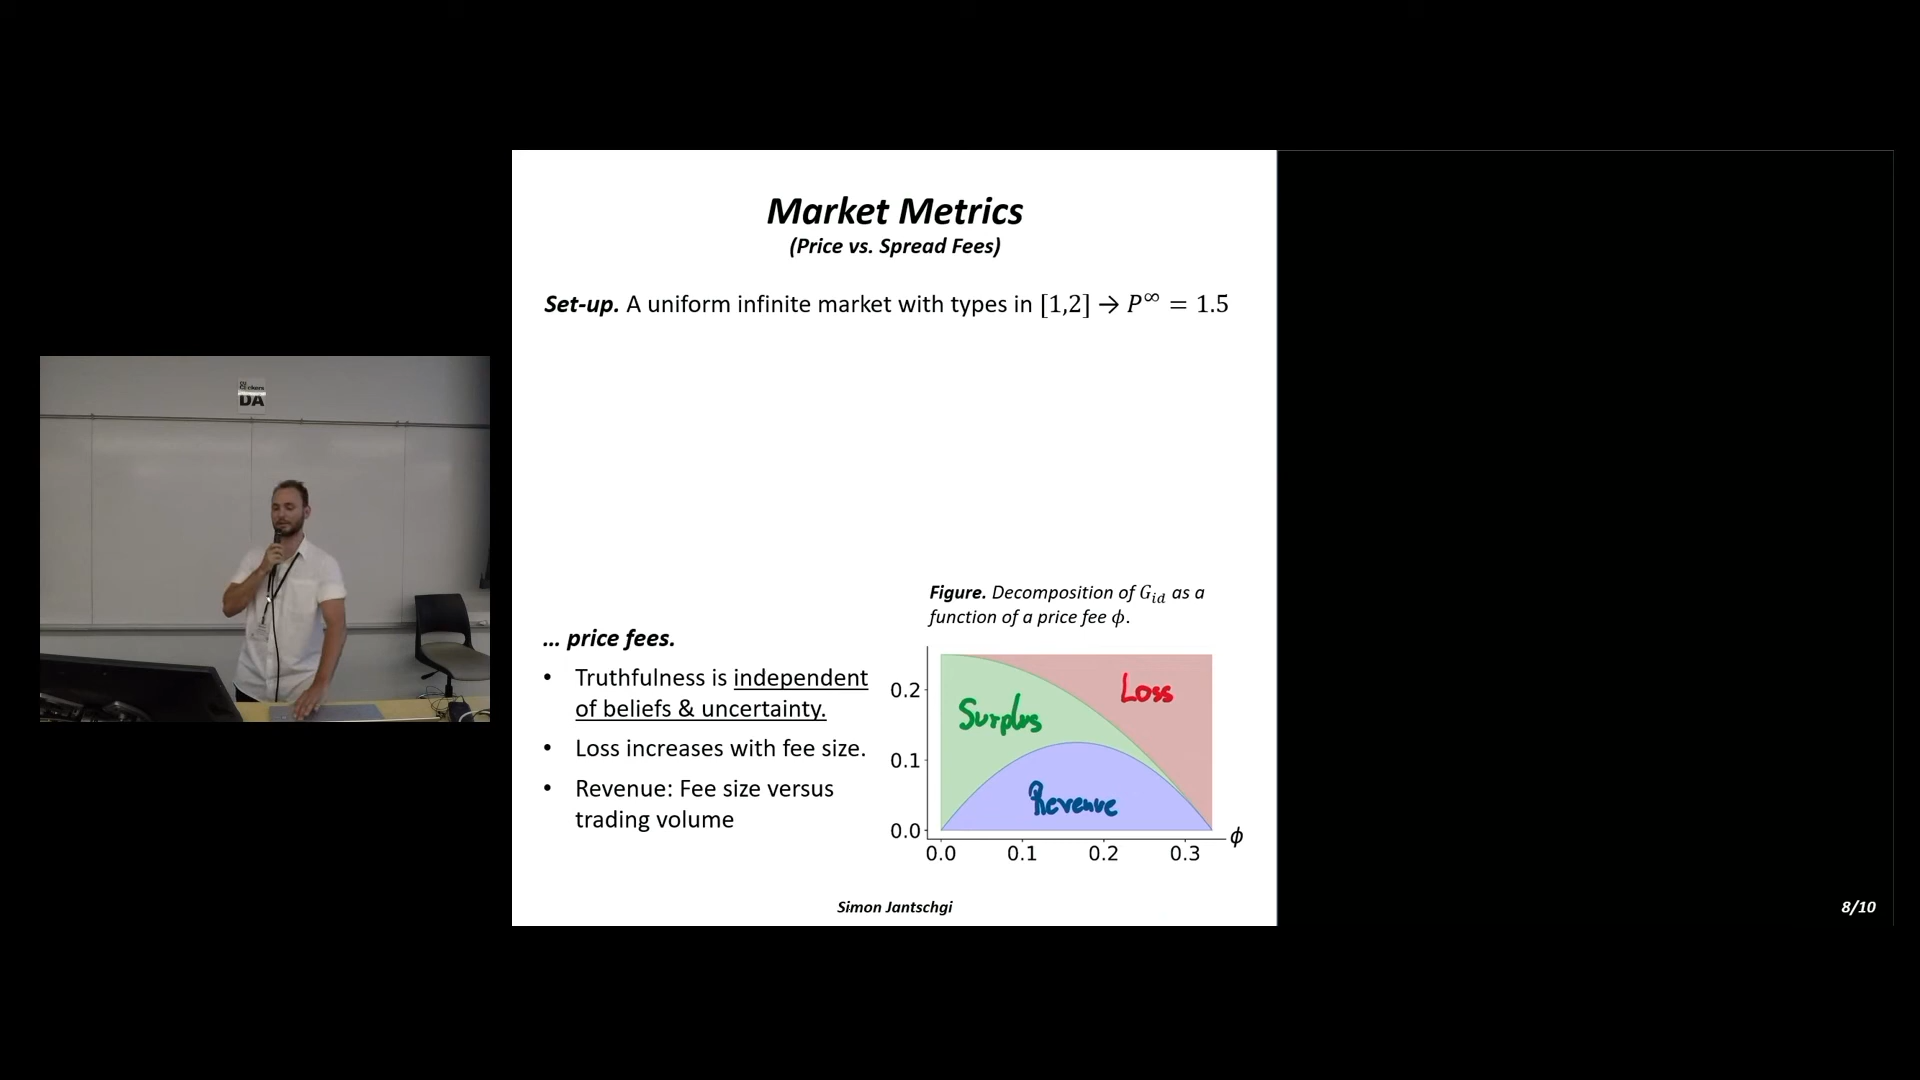 DA
Market Metrics
(Price vs. Spread Fees)
Set-up. A uniform infinite market with types in [1,2] → P^∞ = 1.5
Figure. Decomposition of G_id as a
function of a price fee ϕ.
... price fees.
• Truthfulness is independent
of beliefs & uncertainty.
• Loss increases with fee size.
• Revenue: Fee size versus
trading volume
0.2
0.1
0.0
Loss
Surplus
Revenue
ϕ
0.0 0.1 0.2 0.3
Simon Jantschgi
8/10